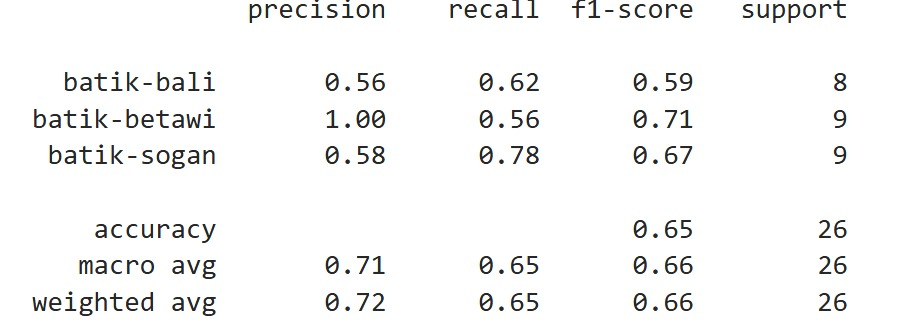 precision recall f1-score support
batik-bali 0.56 0.62 0.59 8
batik-betawi 1.00 0.56 0.71 9
batik-sogan 0.58 0.78 0.67 9
accuracy 0.65 26
macro avg 0.71 0.65 0.66 26
weighted avg 0.72 0.65 0.66 26